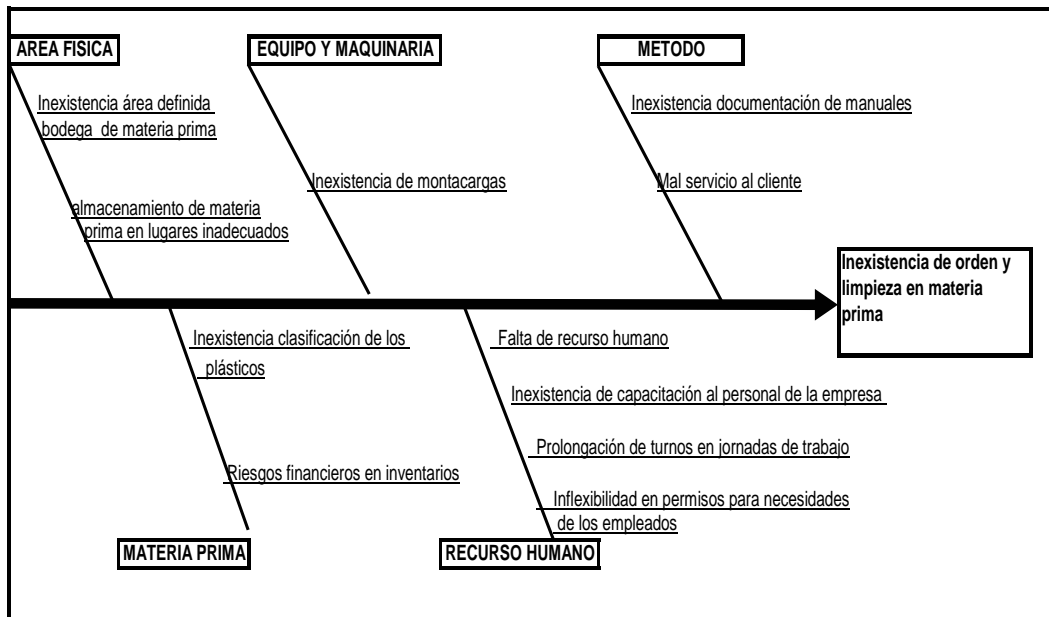 AREA FISICA
EQUIPO Y MAQUINARIA
METODO
Inexistencia área definida
bodega de materia prima
Inexistencia documentación de manuales
Inexistencia de montacargas
Mal servicio al cliente
almacenamiento de materia
prima en lugares inadecuados
Inexistencia de orden y
limpieza en materia
prima
Inexistencia clasificación de los
plásticos
Falta de recurso humano
Inexistencia de capacitación al personal de la empresa
Prolongación de turnos en jornadas de trabajo
Riesgos financieros en inventarios
Inflexibilidad en permisos para necesidades
de los empleados
MATERIA PRIMA
RECURSO HUMANO